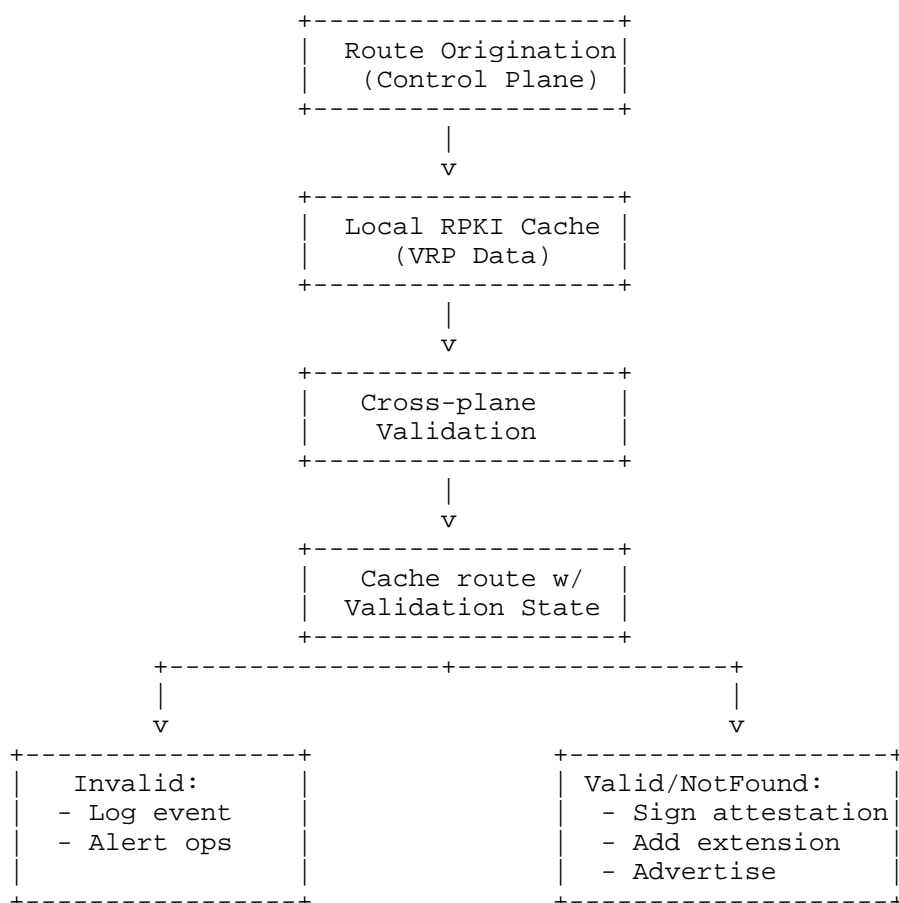 Route Origination
(Control Plane)
Local RPKI Cache
(VRP Data)
Cross-plane
Validation
Cache route w/
Validation State
Invalid:
- Log event
- Alert ops
Valid/NotFound:
- Sign attestation
- Add extension
- Advertise